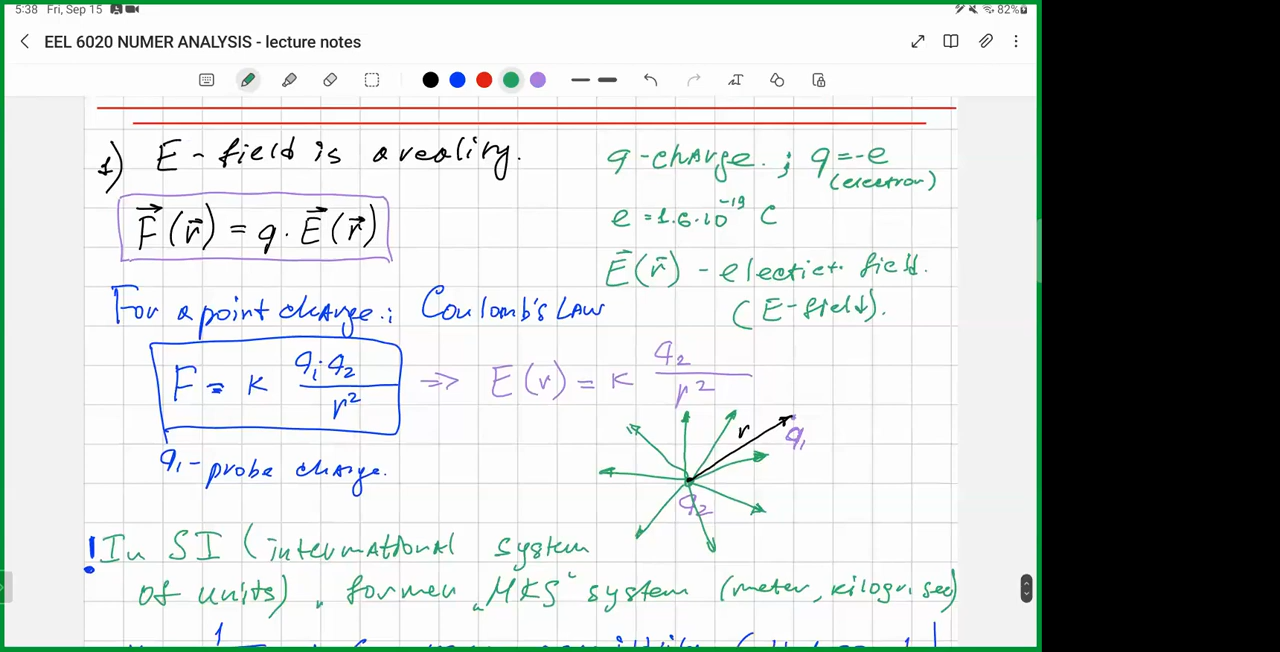 5:38 Fri, Sep 15
82%
EEL 6020 NUMER ANALYSIS - lecture notes
1) E-field is a reality.
q-charge. ; q=-e
(electron)
F(r) = q · E(r)
e = 1.6·10^-19 C
E(r) - electict. field.
(E-field).
For a point charge.: Coulomb's Law
F = K q1 q2 / r^2 => E(r) = K q2 / r^2
r
q1
q1-probe charge.
q2
! In SI (international system
of units), former "MKS" system (meter, kilogr. sec)